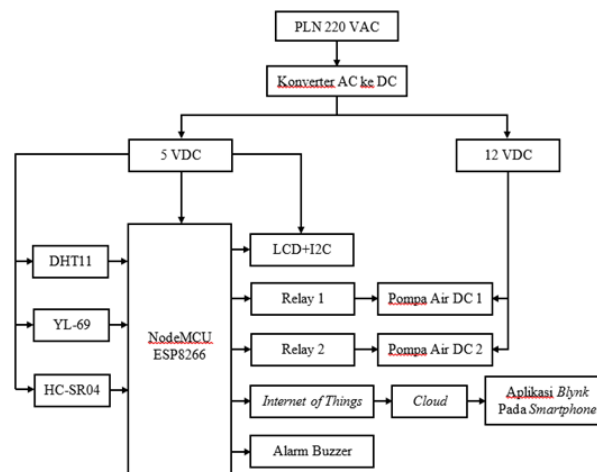 PLN 220 VAC
Konverter AC ke DC
5 VDC
12 VDC
LCD+I2C
DHT11
Relay 1
Pompa Air DC 1
YL-69
NodeMCU
ESP8266
Relay 2
Pompa Air DC 2
HC-SR04
Internet of Things
Cloud
Aplikasi Blynk
Pada Smartphone
Alarm Buzzer